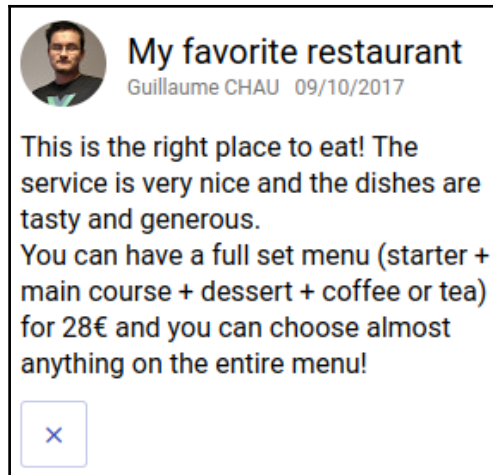 My favorite restaurant
Guillaume CHAU 09/10/2017
This is the right place to eat! The
service is very nice and the dishes are
tasty and generous.
You can have a full set menu (starter +
main course + dessert + coffee or tea)
for 28€ and you can choose almost
anything on the entire menu!